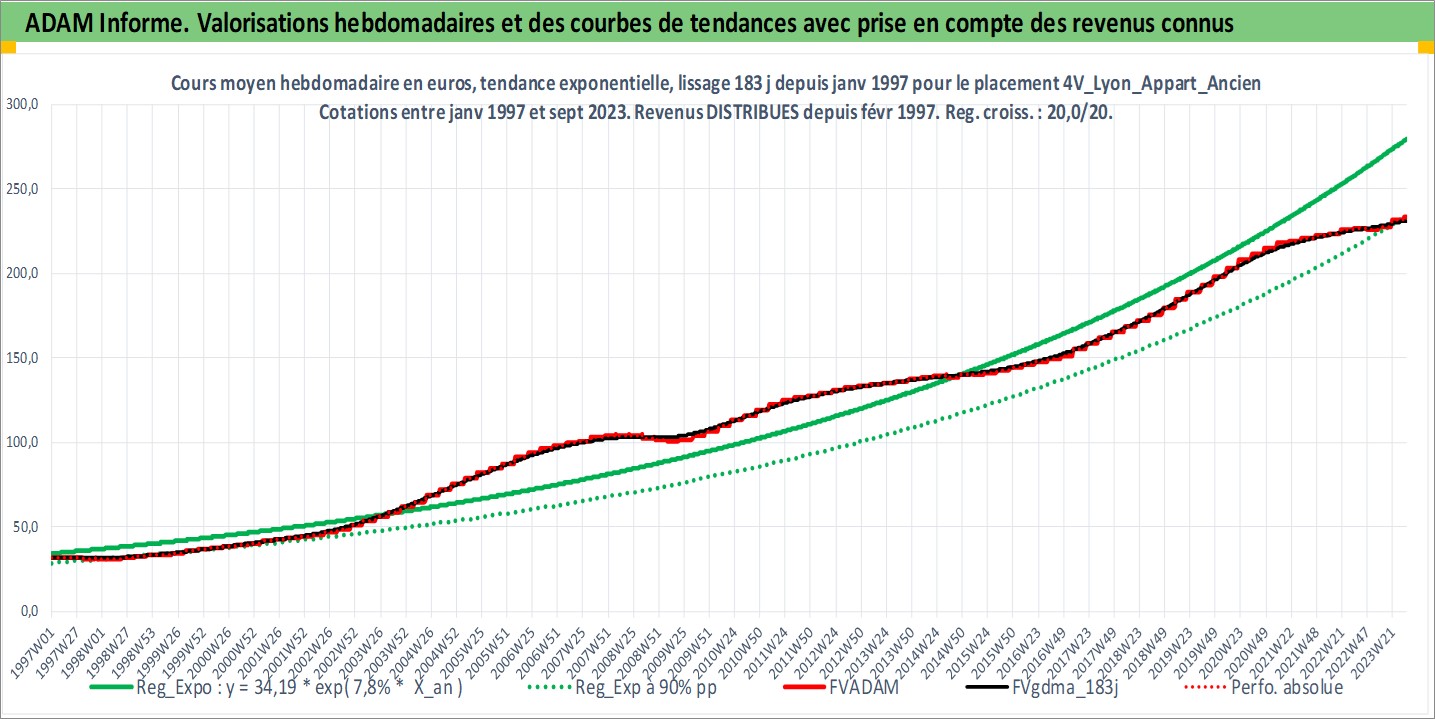 ADAM Informe. Valorisations hebdomadaires et des courbes de tendances avec prise en compte des revenus connus
Cours moyen hebdomadaire en euros, tendance exponentielle, lissage 183 j depuis janv 1997 pour le placement 4V_Lyon_Appart_Ancien
Cotations entre janv 1997 et sept 2023. Revenus DISTRIBUES depuis févr 1997. Reg. croiss. : 20,0/20.
300,0
250,0
200,0
150,0
100,0
50,0
0,0
1997W01 1997W27 1998W01 1998W27 1998W53 1999W26 1999W52 2000W26 2000W52 2001W26 2001W52 2002W26 2002W52 2003W26 2003W52 2004W26 2004W52 2005W25 2005W51 2006W25 2006W51 2007W25 2007W51 2008W25 2008W51 2009W25 2009W51 2010W24 2010W50 2011W24 2011W50 2012W24 2012W50 2013W24 2013W50 2014W24 2014W50 2015W24 2015W50 2016W23 2016W49 2017W23 2017W49 2018W23 2018W49 2019W23 2019W49 2020W23 2020W49 2021W22 2021W48 2022W21 2022W47 2023W21
Reg_Expo : y = 34,19 * exp( 7,8% * X_an ) Reg_Exp à 90% pp FVADAM FVgdma_183j Perfo. absolue